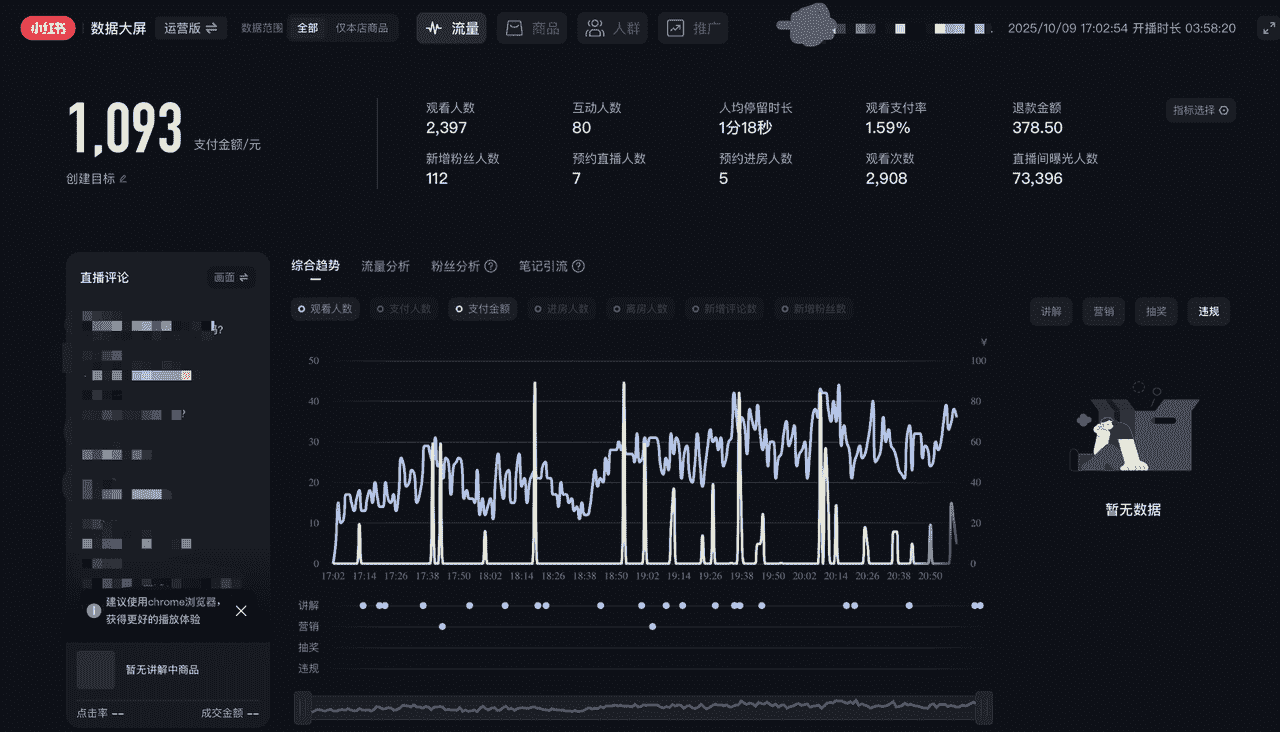 小红书 数据大屏 运营版 数据范围 全部 仅本店商品 流量 商品 人群 推广 2025/10/09 17:02:54 开播时长 03:58:20
1,093 支付金额/元
创建目标
观看人数 互动人数 人均停留时长 观看支付率 退款金额 指标选择
2,397 80 1分18秒 1.59% 378.50
新增粉丝人数 预约直播人数 预约进房人数 观看次数 直播间曝光人数
112 7 5 2,908 73,396
直播评论 画面
?
?
建议使用chrome浏览器,
获得更好的播放体验
暂无讲解中商品
点击率 -- 成交金额 --
综合趋势 流量分析 粉丝分析 笔记引流
观看人数 支付人数 支付金额 进房人数 离房人数 新增评论数 新增粉丝数
¥
50 100
40 80
30 60
20 40
10 20
0 0
17:02 17:14 17:26 17:38 17:50 18:02 18:14 18:26 18:38 18:50 19:02 19:14 19:26 19:38 19:50 20:02 20:14 20:26 20:38 20:50
讲解
营销
抽奖
违规
讲解 营销 抽奖 违规
暂无数据